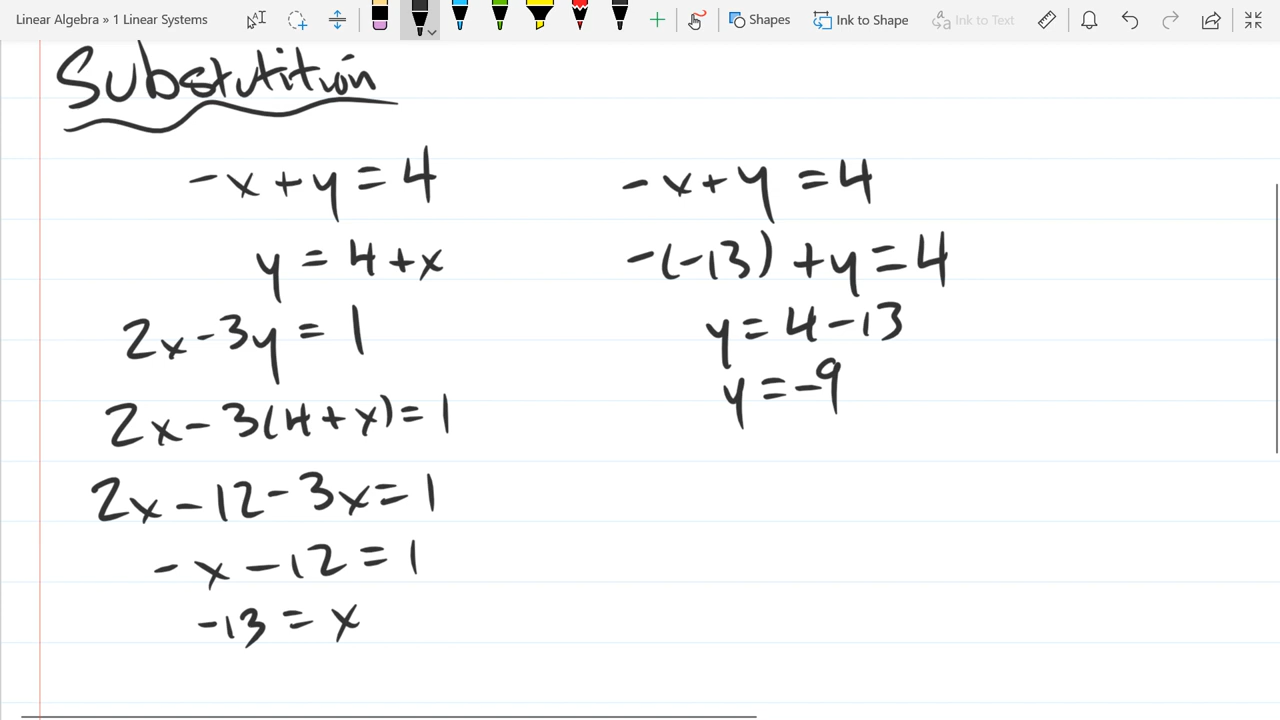 Linear Algebra » 1 Linear Systems
Shapes
Ink to Shape
Ink to Text
Substutition
-x+y=4
y=4+x
2x-3y=1
2x-3(4+x)=1
2x-12-3x=1
-x-12=1
-13=x
-x+y=4
-(-13)+y=4
y=4-13
y=-9